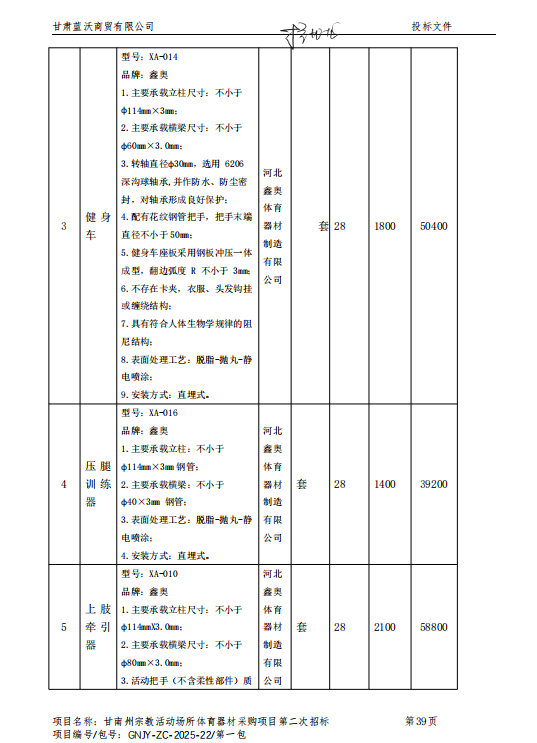 甘肃蓝沃商贸有限公司
投标文件
3
健身
车
型号：XA-014
品牌：鑫奥
1.主要承载立柱尺寸：不小于
φ114mm×3mm；
2.主要承载横梁尺寸：不小于
φ60mm×3.0mm；
3.转轴直径φ30mm，选用 6206
深沟球轴承,并作防水、防尘密
封，对轴承形成良好保护；
4.配有花纹钢管把手，把手末端
直径不小于50mm；
5.健身车座板采用钢板冲压一体
成型，翻边弧度 R 不小于 3mm；
6.不存在卡夹，衣服、头发钩挂
或缠绕结构；
7.具有符合人体生物学规律的阻
尼结构；
8.表面处理工艺：脱脂-抛丸-静
电喷涂；
9.安装方式：直埋式。
河北
鑫奥
体育
器材
制造
有限
公司
套
28
1800
50400
4
压腿
训练
器
型号：XA-016
品牌：鑫奥
1.主要承载立柱：不小于
φ114mm×3mm 钢管；
2.主要承载横梁：不小于
φ40×3mm 钢管；
3.表面处理工艺：脱脂-抛丸-静
电喷涂；
4.安装方式：直埋式。
河北
鑫奥
体育
器材
制造
有限
公司
套
28
1400
39200
5
上肢
牵引
器
型号：XA-010
品牌：鑫奥
1.主要承载立柱尺寸：不小于
φ114mmX3.0mm；
2.主要承载横梁尺寸：不小于
φ80mm×3.0mm；
3.活动把手（不含柔性部件）质
河北
鑫奥
体育
器材
制造
有限
公司
套
28
2100
58800
项目名称：甘南州宗教活动场所体育器材采购项目第二次招标
第39页
项目编号/包号：GNJY-ZC-2025-22/第一包